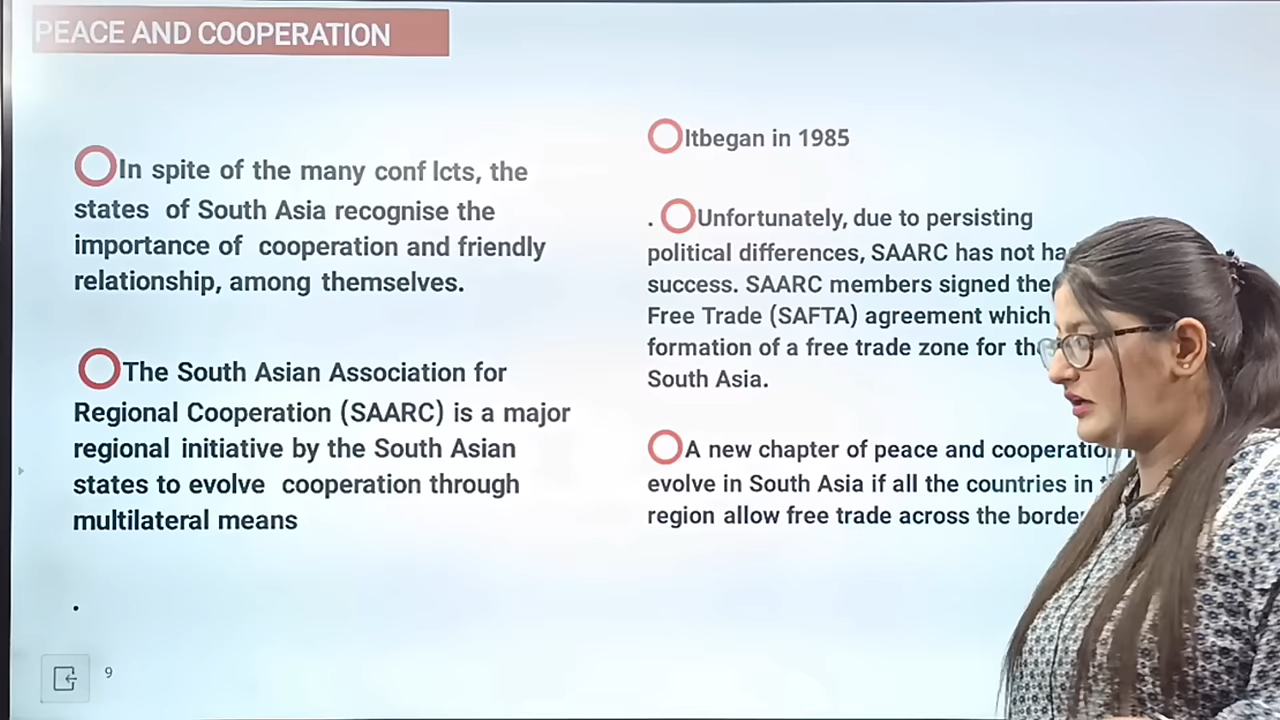 PEACE AND COOPERATION
In spite of the many conf lcts, the
states of South Asia recognise the
importance of cooperation and friendly
relationship, among themselves.
The South Asian Association for
Regional Cooperation (SAARC) is a major
regional initiative by the South Asian
states to evolve cooperation through
multilateral means
.
Itbegan in 1985
. Unfortunately, due to persisting
political differences, SAARC has not
success. SAARC members signed the
Free Trade (SAFTA) agreement which
formation of a free trade zone for
South Asia.
A new chapter of peace and
evolve in South Asia if all the countries in
region allow free trade across the
9